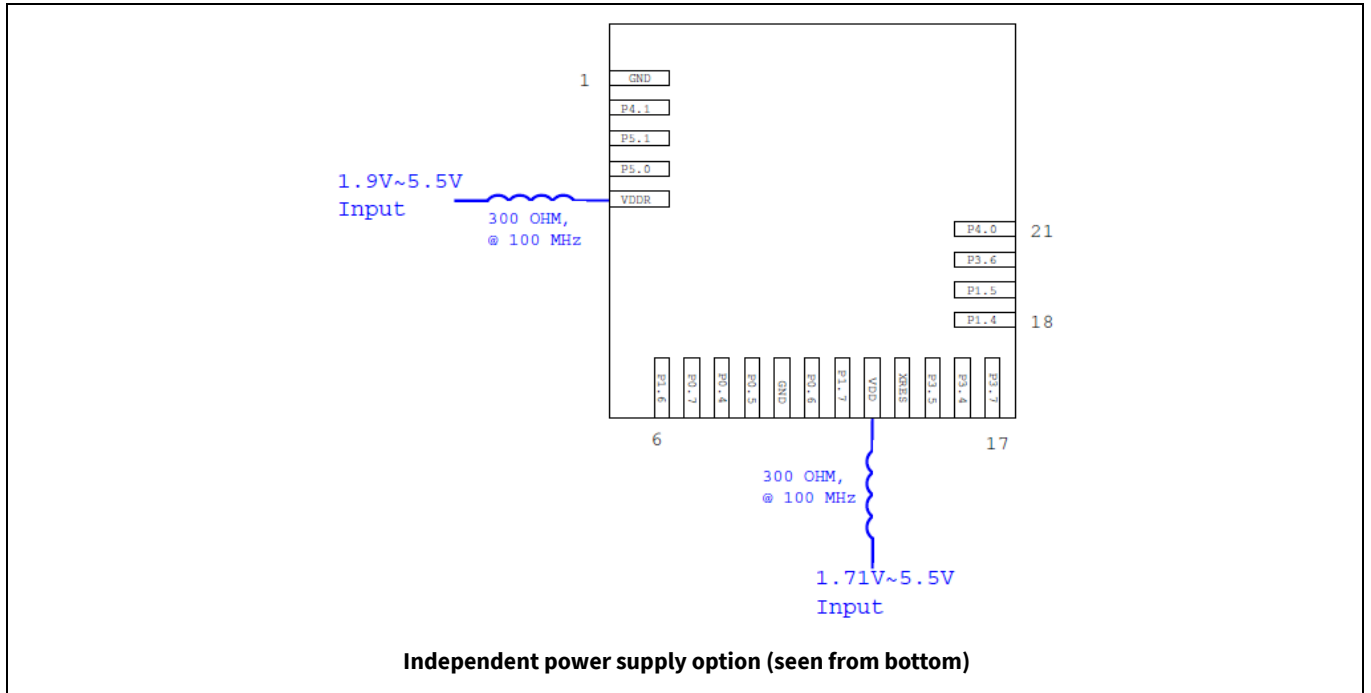 1
GND
P4.1
P5.1
P5.0
VDDR
1.9V~5.5V
Input
300 OHM,
@ 100 MHz
P4.0
21
P3.6
P1.5
P1.4
18
P1.6
P0.7
P0.4
P0.5
GND
P0.6
P1.7
VDD
XRES
P3.5
P3.4
P3.7
6
17
300 OHM,
@ 100 MHz
1.71V~5.5V
Input
Independent power supply option (seen from bottom)